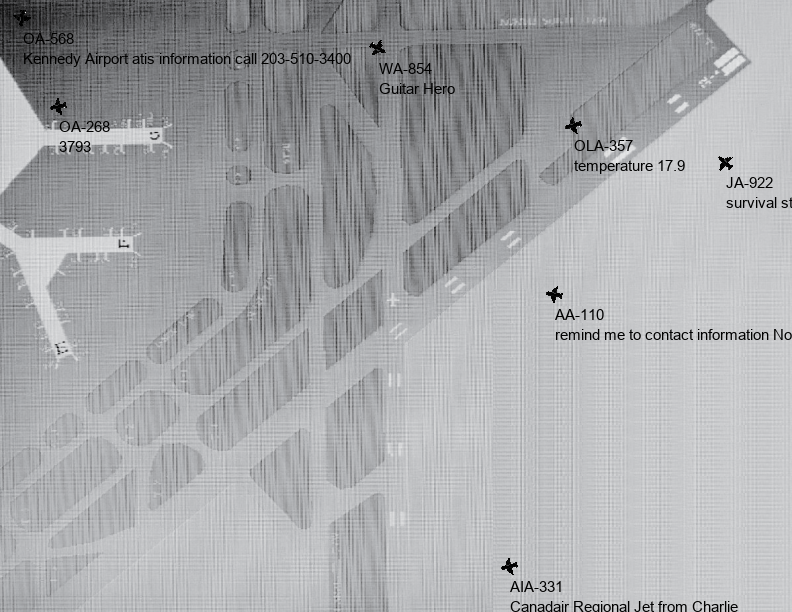 OA-568
Kennedy Airport atis information call 203-510-3400
WA-854
Guitar Hero
OA-268
3793
OLA-357
temperature 17.9
JA-922
survival st
AA-110
remind me to contact information No
AIA-331
Canadair Regional Jet from Charlie